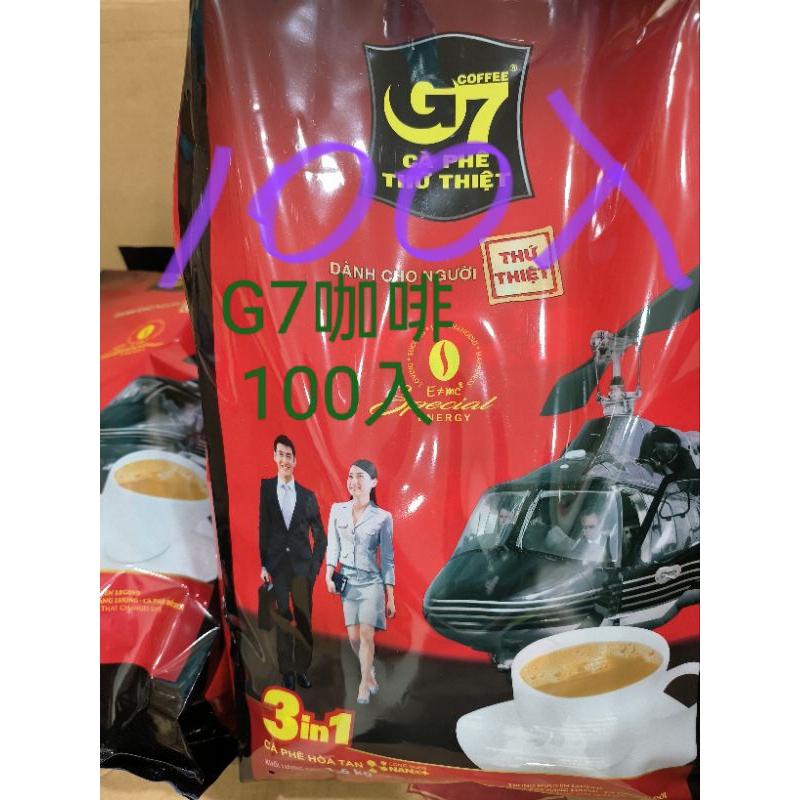 COFFEE
G7
CÀ PHÊ
THỨ THIỆT
100入
DÀNH CHO NGƯỜI
THỨ
THIỆT
G7咖啡
100入
E≠mc²
Special
ENERGY
3in1
CÀ PHÊ HÒA TAN